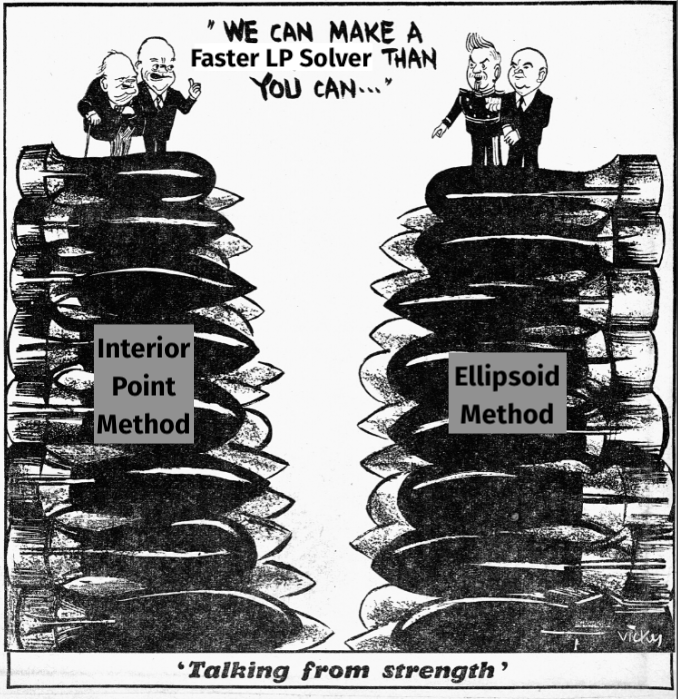 "WE CAN MAKE A
Faster LP Solver THAN
YOU CAN..."
Interior
Point
Method
Ellipsoid
Method
Vicky
'Talking from strength'